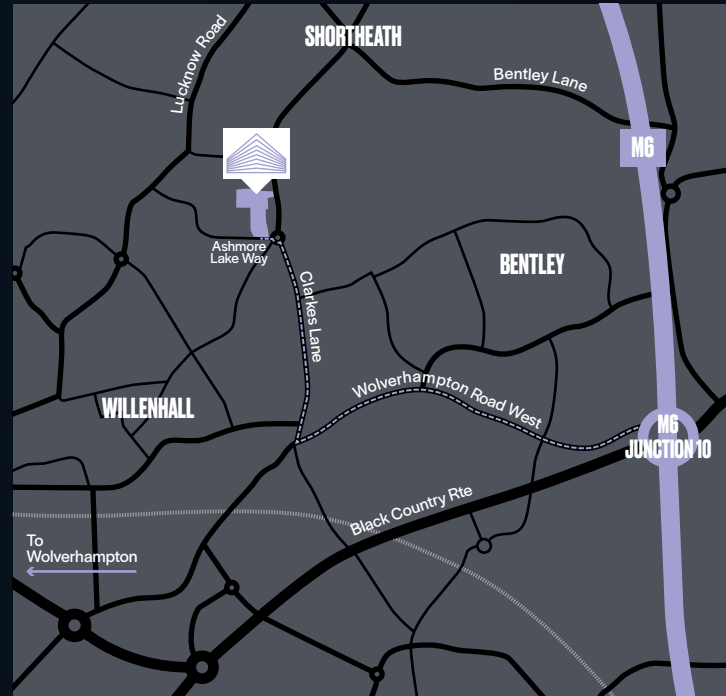 Lucknow Road
SHORTHEATH
Bentley Lane
M6
Ashmore
Lake Way
BENTLEY
Clarkes Lane
Wolverhampton Road West
WILLENHALL
M6
JUNCTION 10
Black Country Rte
To
Wolverhampton